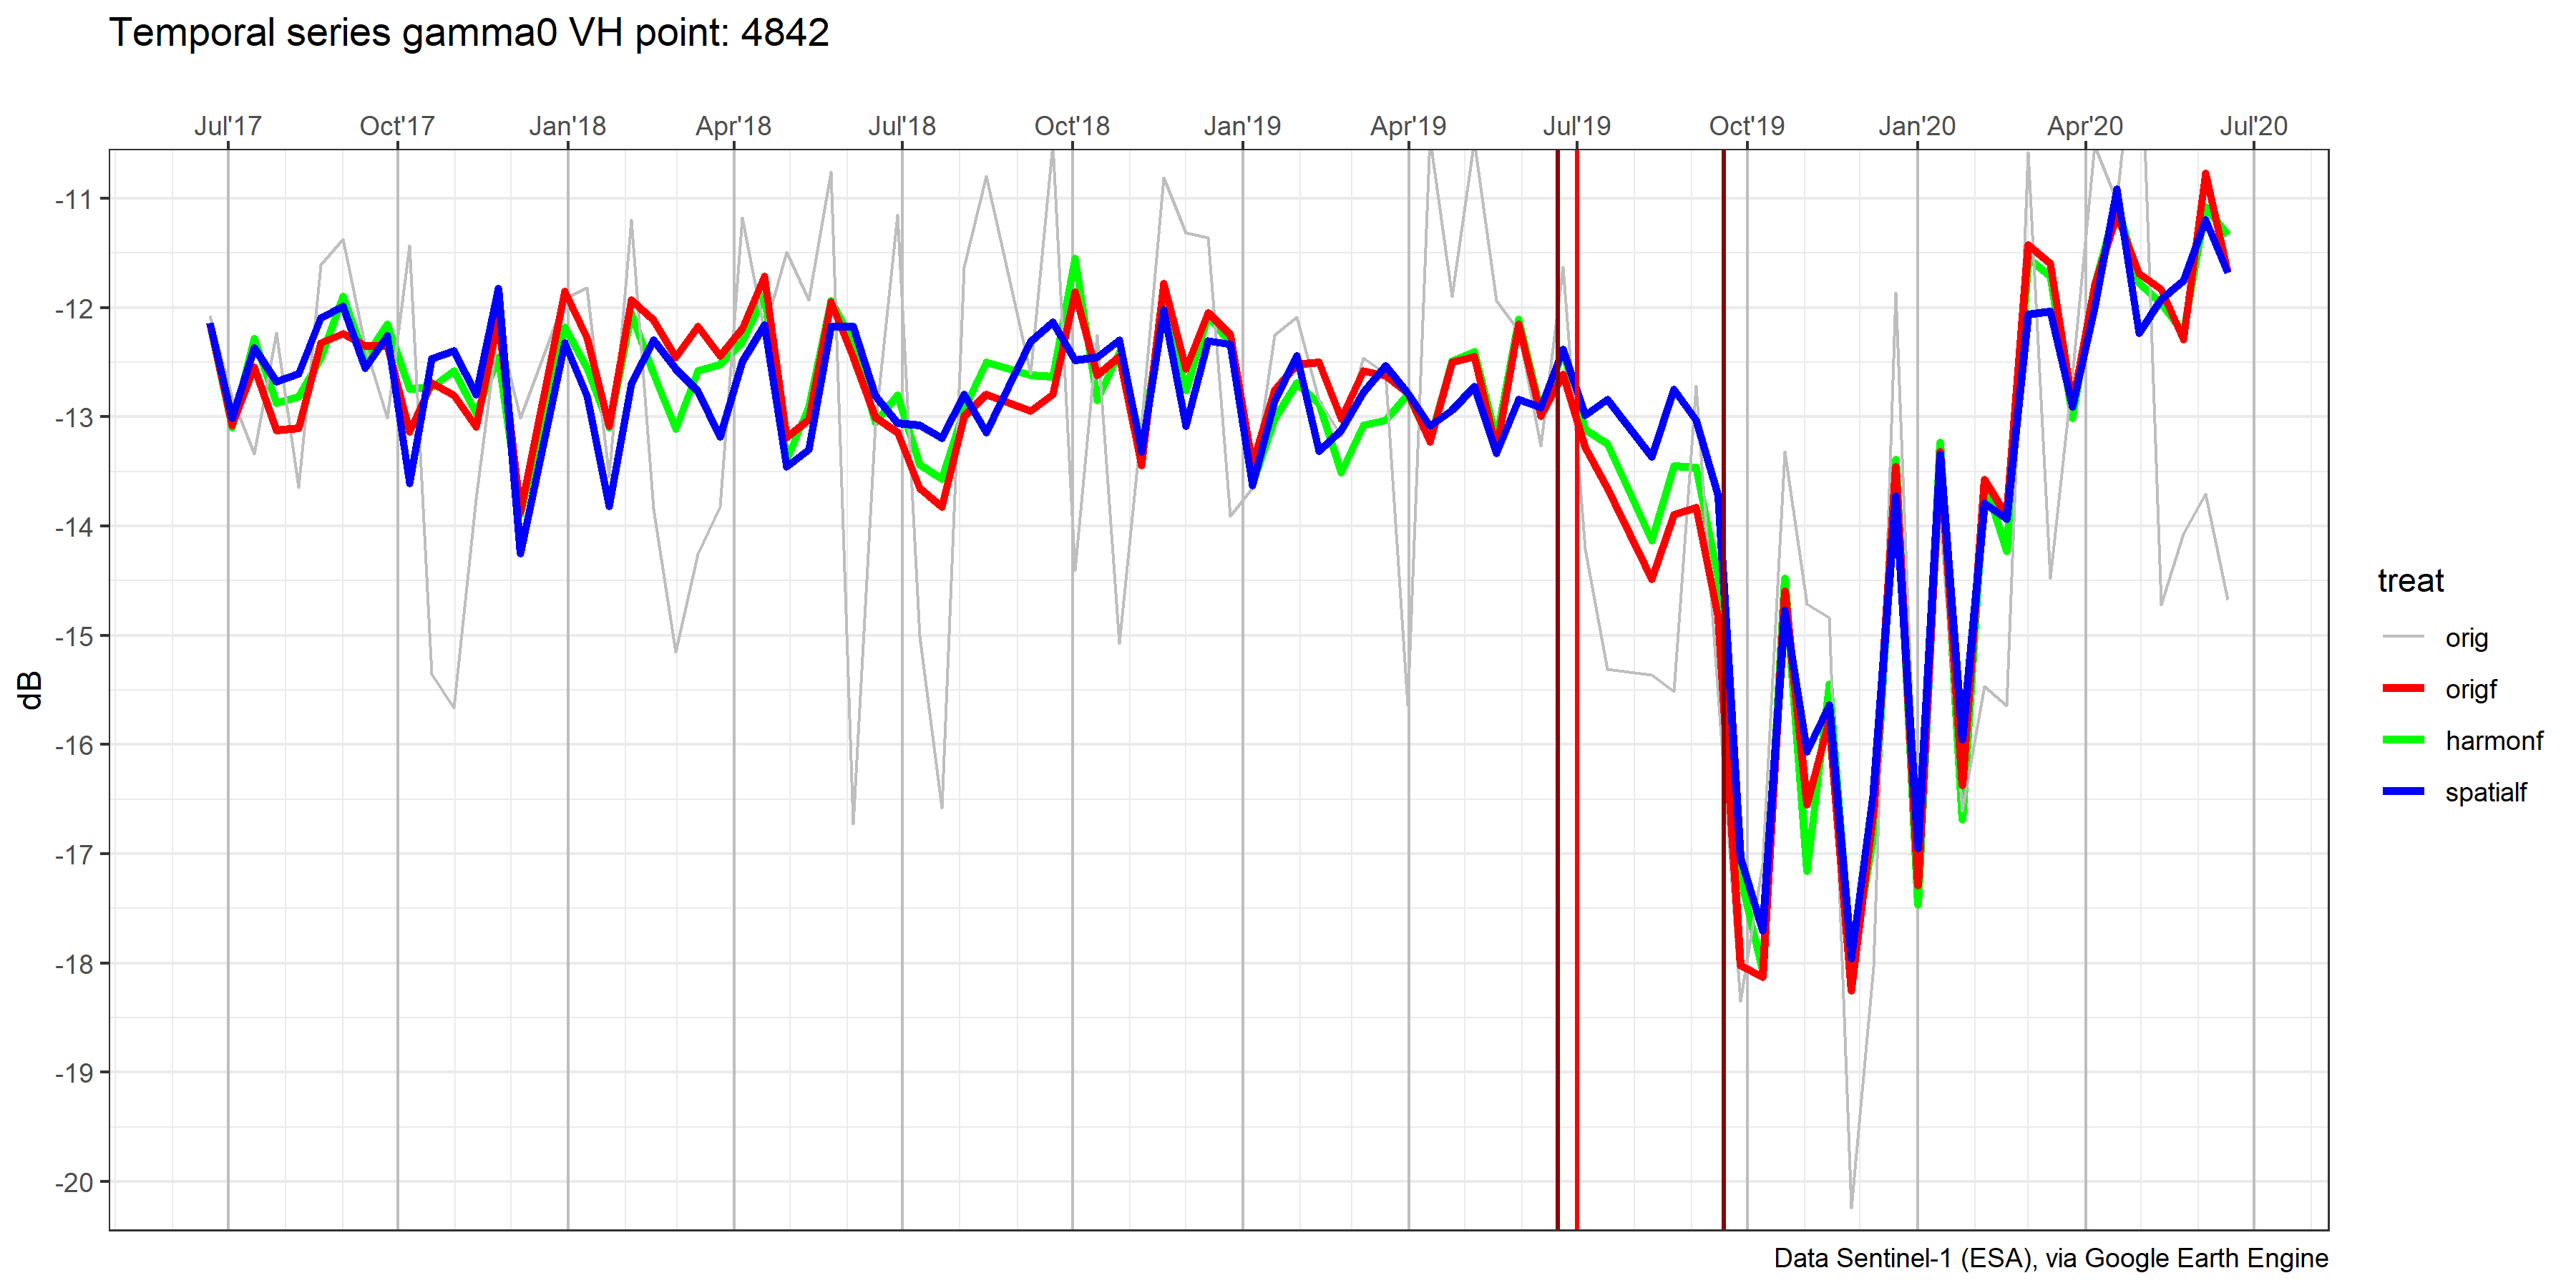 Temporal series gamma0 VH point: 4842
Jul'17 Oct'17 Jan'18 Apr'18 Jul'18 Oct'18 Jan'19 Apr'19 Jul'19 Oct'19 Jan'20 Apr'20 Jul'20
-11
-12
-13
-14
-15
-16
-17
-18
-19
-20
dB
treat
orig
origf
harmonf
spatialf
Data Sentinel-1 (ESA), via Google Earth Engine